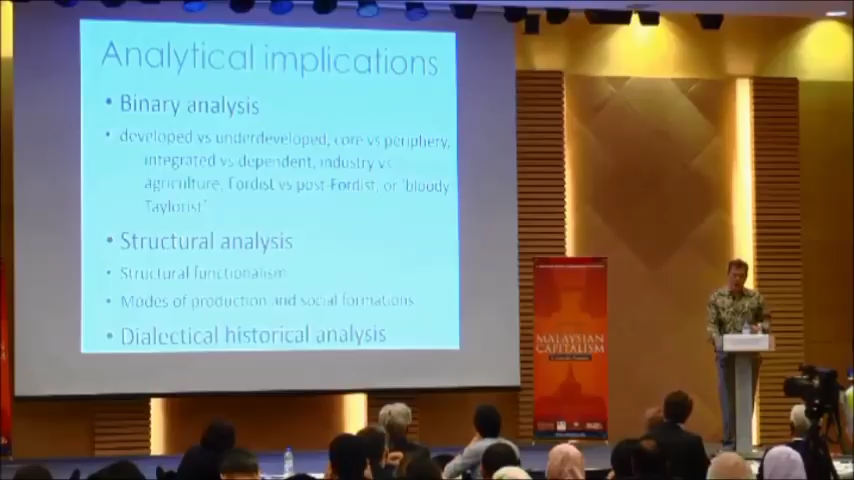 Analytical implications
• Binary analysis
• developed vs underdeveloped, core vs periphery,
integrated vs dependent, industry vs
agriculture, Fordist vs post-Fordist, or 'bloody
Taylorist'
• Structural analysis
• Structural functionalism
• Modes of production and social formations
• Dialectical historical analysis
MALAYSIAN
CAPITALISM